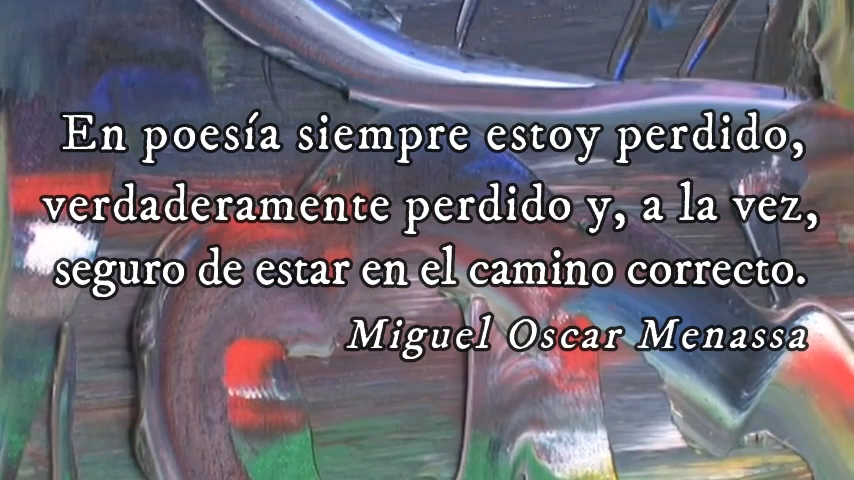 En poesía siempre estoy perdido,
verdaderamente perdido y, a la vez,
seguro de estar en el camino correcto.
Miguel Oscar Menassa